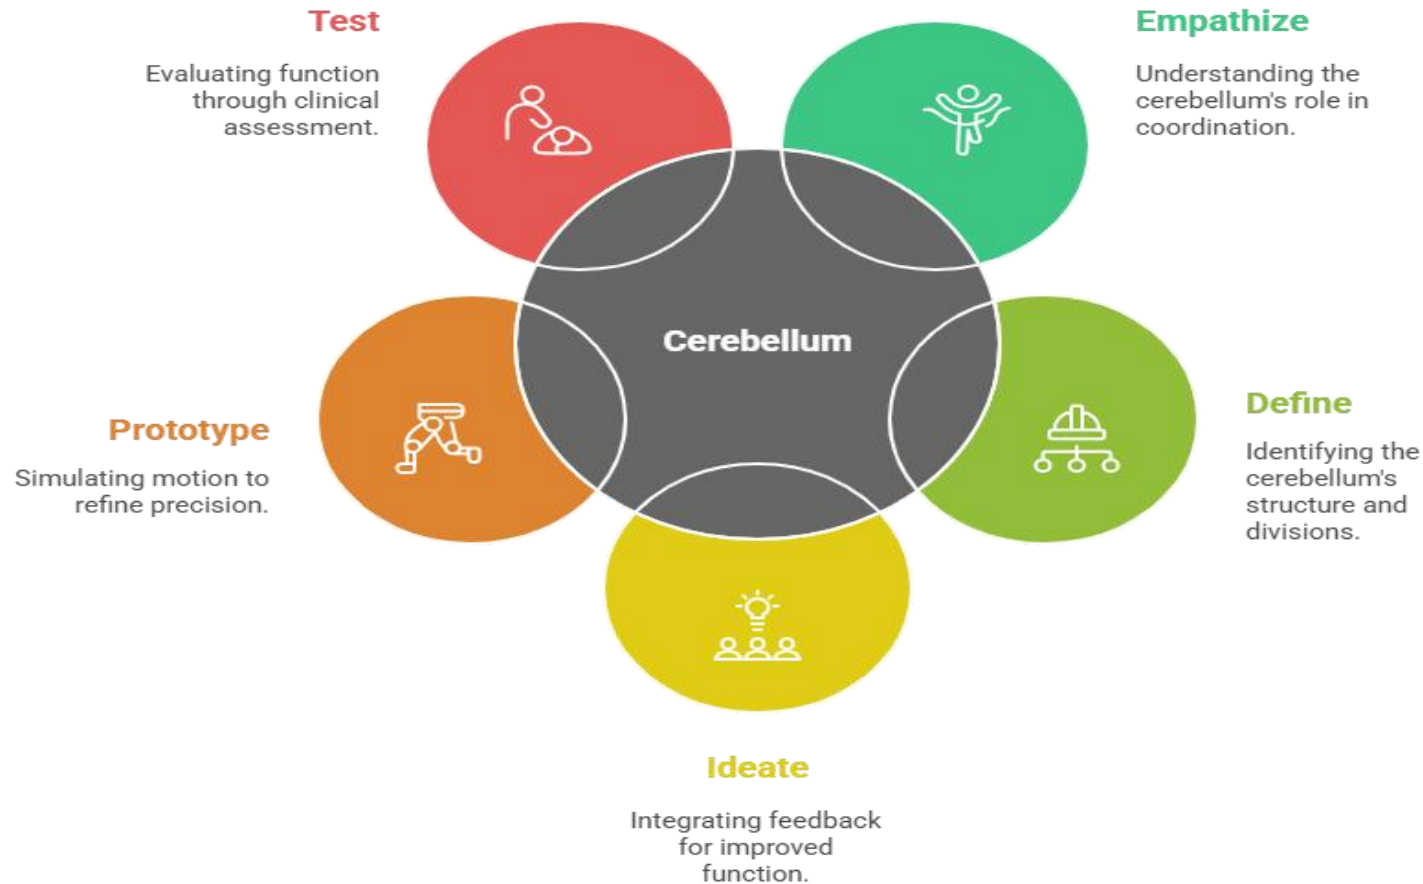 Test
Evaluating function
through clinical
assessment.
Empathize
Understanding the
cerebellum's role in
coordination.
Cerebellum
Define
Identifying the
cerebellum's
structure and
divisions.
Prototype
Simulating motion to
refine precision.
Ideate
Integrating feedback
for improved
function.